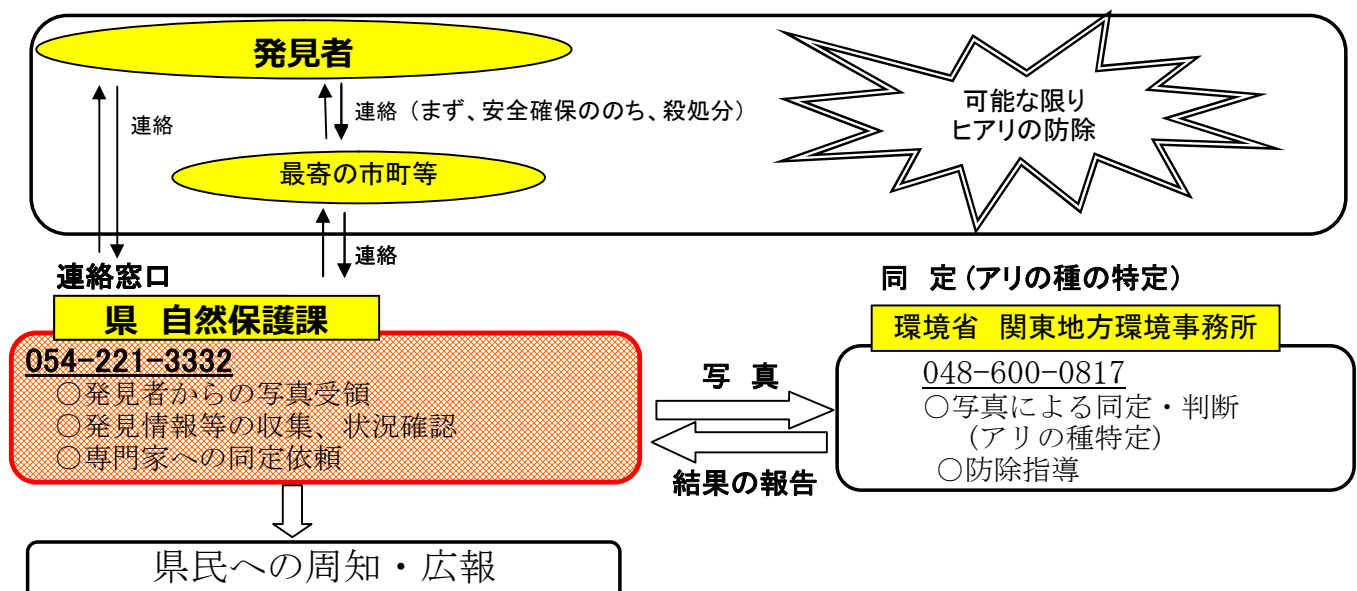 発見者
連絡
連絡（まず、安全確保ののち、殺処分）
可能な限り
ヒアリの防除
最寄の市町等
連絡
連絡窓口
県　自然保護課
054-221-3332
○発見者からの写真受領
○発見情報等の収集、状況確認
○専門家への同定依頼
写　真
結果の報告
同　定（アリの種の特定）
環境省　関東地方環境事務所
048-600-0817
○写真による同定・判断
（アリの種特定）
○防除指導
県民への周知・広報